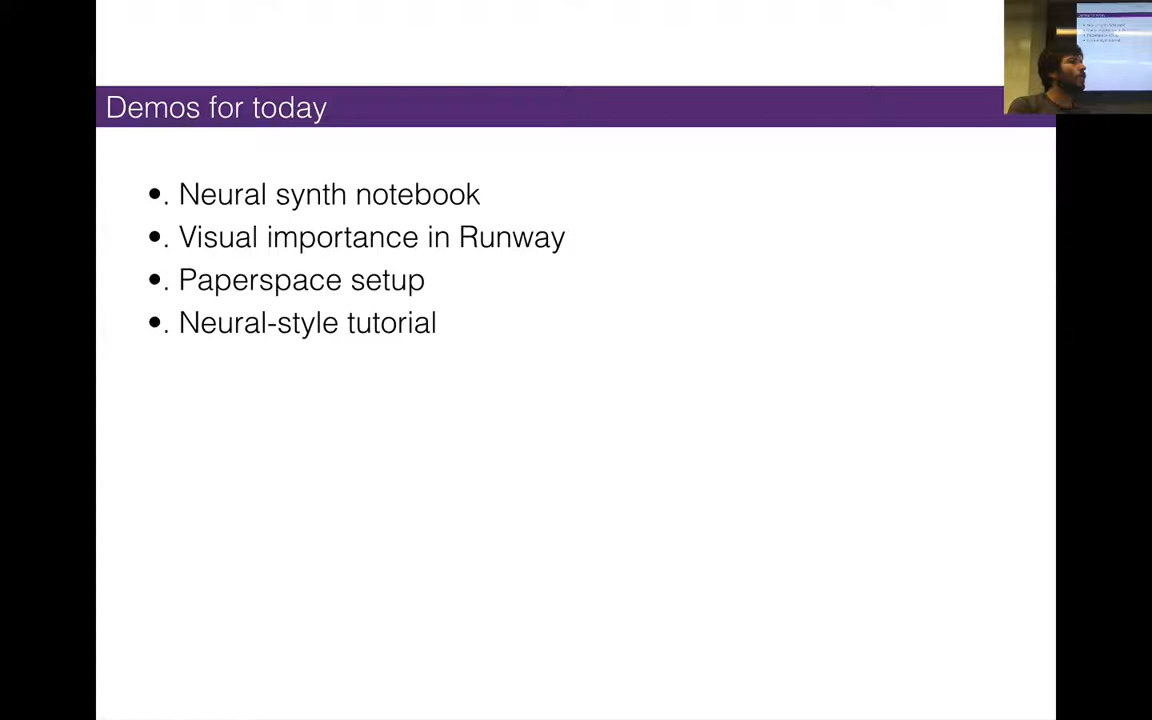 Demos for today
•. Neural synth notebook
•. Visual importance in Runway
•. Paperspace setup
•. Neural-style tutorial